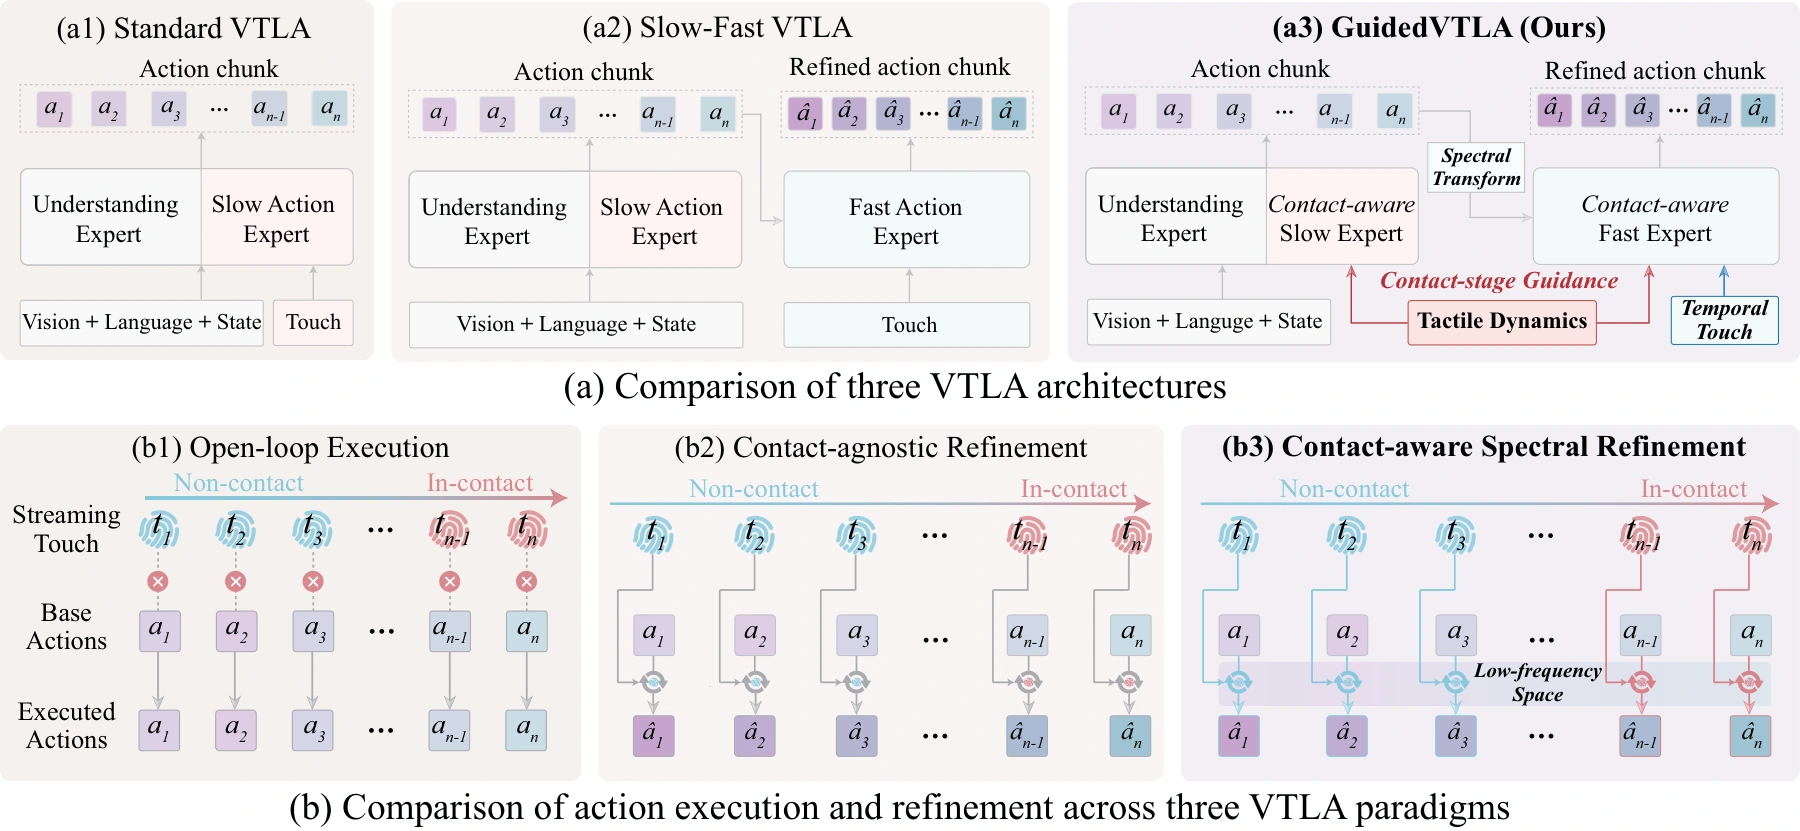 (a1) Standard VTLA
Action chunk
a1 a2 a3 ... an-1 an
Understanding Expert
Slow Action Expert
Vision + Language + State
Touch
(a2) Slow-Fast VTLA
Action chunk
Refined action chunk
a1 a2 a3 ... an-1 an
â1 â2 â3 ... ân-1 ân
Understanding Expert
Slow Action Expert
Fast Action Expert
Vision + Language + State
Touch
(a3) GuidedVTLA (Ours)
Action chunk
Refined action chunk
a1 a2 a3 ... an-1 an
â1 â2 â3 ... ân-1 ân
Spectral Transform
Understanding Expert
Contact-aware Slow Expert
Contact-aware Fast Expert
Contact-stage Guidance
Vision + Languge + State
Tactile Dynamics
Temporal Touch
(a) Comparison of three VTLA architectures
(b1) Open-loop Execution
Non-contact
In-contact
Streaming Touch
t1 t2 t3 ... tn-1 tn
Base Actions
a1 a2 a3 ... an-1 an
Executed Actions
a1 a2 a3 ... an-1 an
(b2) Contact-agnostic Refinement
Non-contact
In-contact
t1 t2 t3 ... tn-1 tn
a1 a2 a3 ... an-1 an
â1 â2 â3 ... ân-1 ân
(b3) Contact-aware Spectral Refinement
Non-contact
In-contact
t1 t2 t3 ... tn-1 tn
a1 a2 a3 ... an-1 an
Low-frequency Space
â1 â2 â3 ... ân-1 ân
(b) Comparison of action execution and refinement across three VTLA paradigms